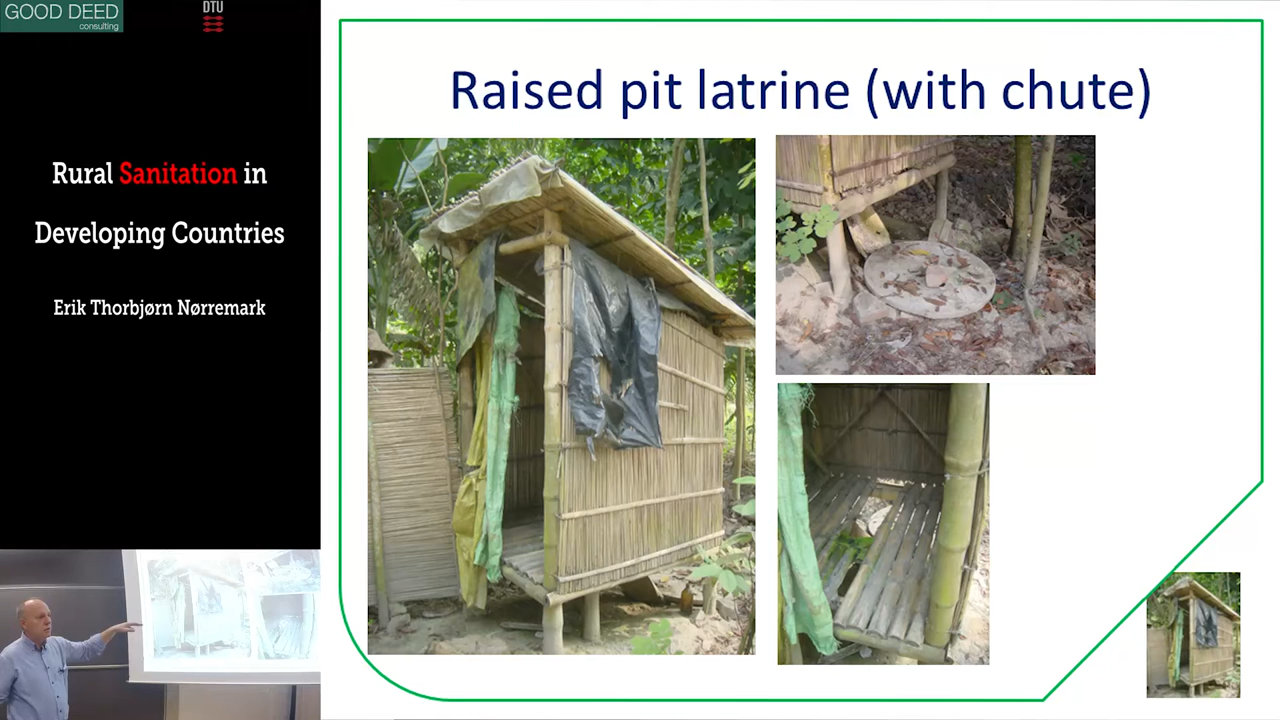 GOOD DEED
consulting
DTU
Rural Sanitation in
Developing Countries
Erik Thorbjørn Nørremark
Raised pit latrine (with chute)